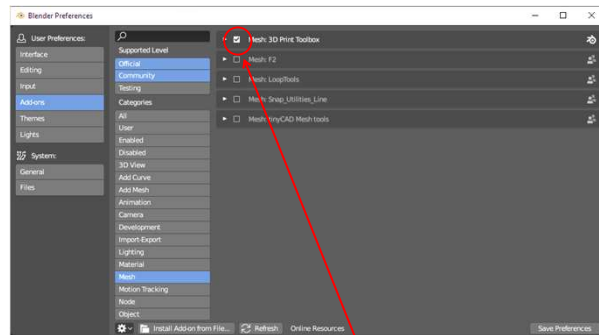 Blender Preferences
User Preferences:
Interface
Editing
Input
Add-ons
Themes
Lights
System:
General
Files
Supported Level
Official
Community
Testing
Categories
All
User
Enabled
Disabled
3D View
Add Curve
Add Mesh
Animation
Camera
Development
Import-Export
Lighting
Material
Mesh
Motion Tracking
Node
Object
Mesh: 3D Print Toolbox
Mesh: F2
Mesh: LoopTools
Mesh: Snap_Utilities_Line
Mesh: tinyCAD Mesh tools
Install Add-on from File...
Refresh
Online Resources
Save Preferences